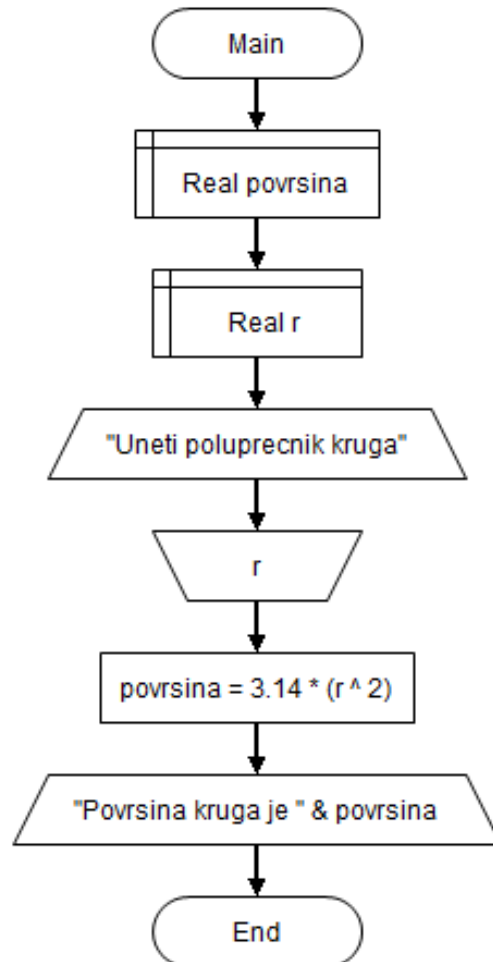 Main
Real povrsina
Real r
"Uneti poluprecnik kruga"
r
povrsina = 3.14 * (r ^ 2)
"Povrsina kruga je " & povrsina
End